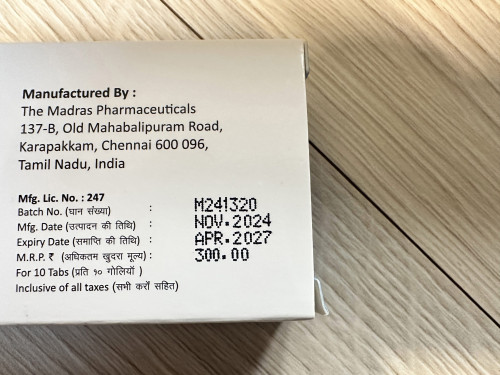 Manufactured By :
The Madras Pharmaceuticals
137-B, Old Mahabalipuram Road,
Karapakkam, Chennai 600 096,
Tamil Nadu, India
Mfg. Lic. No. : 247
Batch No. (घान संख्या) : M241320
Mfg. Date (उत्पादन की तिथि) : NOV.2024
Expiry Date (समाप्ति की तिथि) : APR.2027
M.R.P. ₹ (अधिकतम खुदरा मूल्य) : 300.00
For 10 Tabs (प्रति १० गोलियाँ )
Inclusive of all taxes (सभी करों सहित)